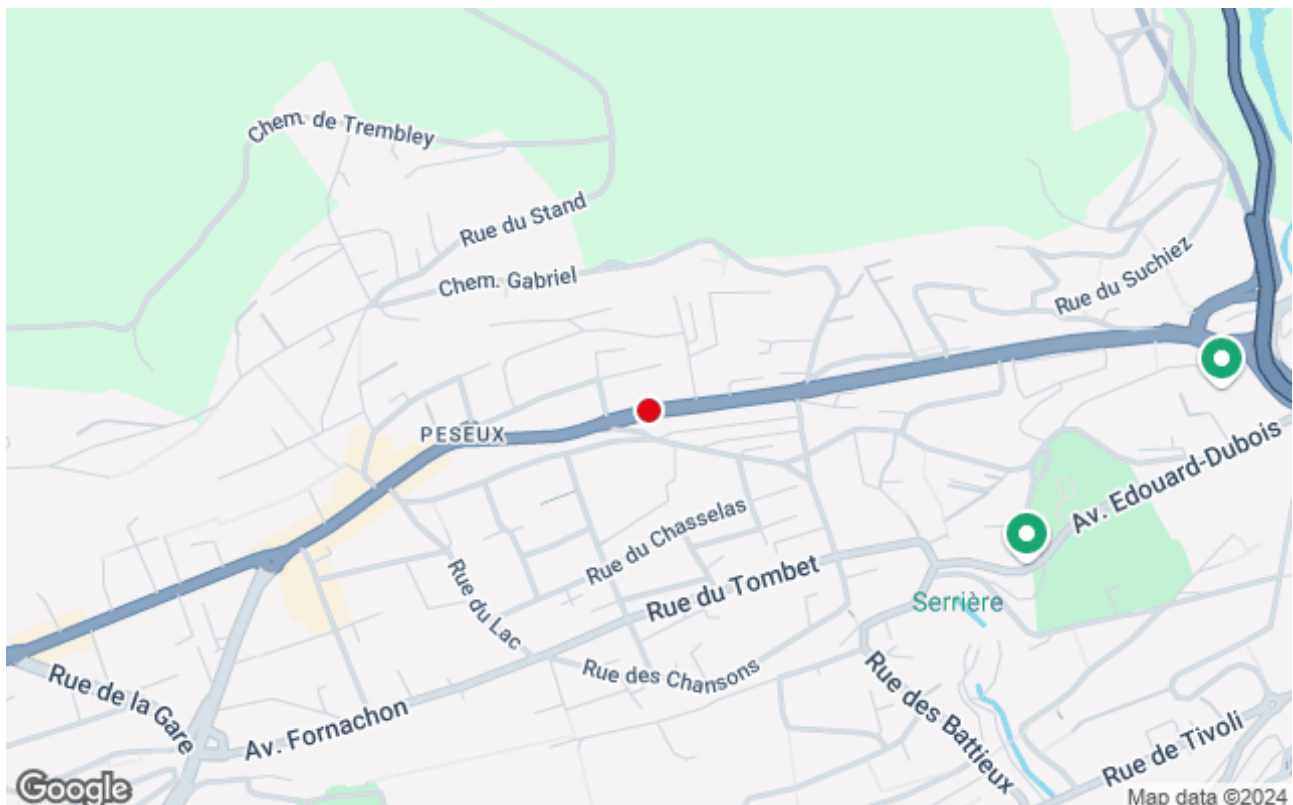 Chem. de Trembley
Rue du Stand
Chem. Gabriel
Rue du Suchiez
PESEUX
Av. Edouard-Dubois
Rue du Chasselas
Rue du Tombet
Serrière
Rue du Lac
Rue des Chansons
Rue de la Gare
Av. Fornachon
Rue des Battieux
Rue de Tivoli
Google
Map data ©2024